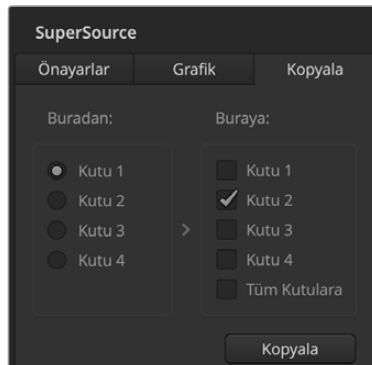 SuperSource
Önayarlar Grafik Kopyala
Buradan: Buraya:
Kutu 1 Kutu 1
Kutu 2 Kutu 2
Kutu 3 > Kutu 3
Kutu 4 Kutu 4
Tüm Kutulara
Kopyala